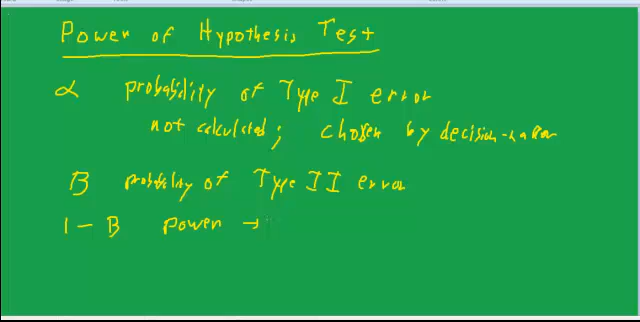 Power of Hypothesis Test
α probability of Type I error
not calculated; chosen by decision-maker
B probability of Type II error
1 - B power →